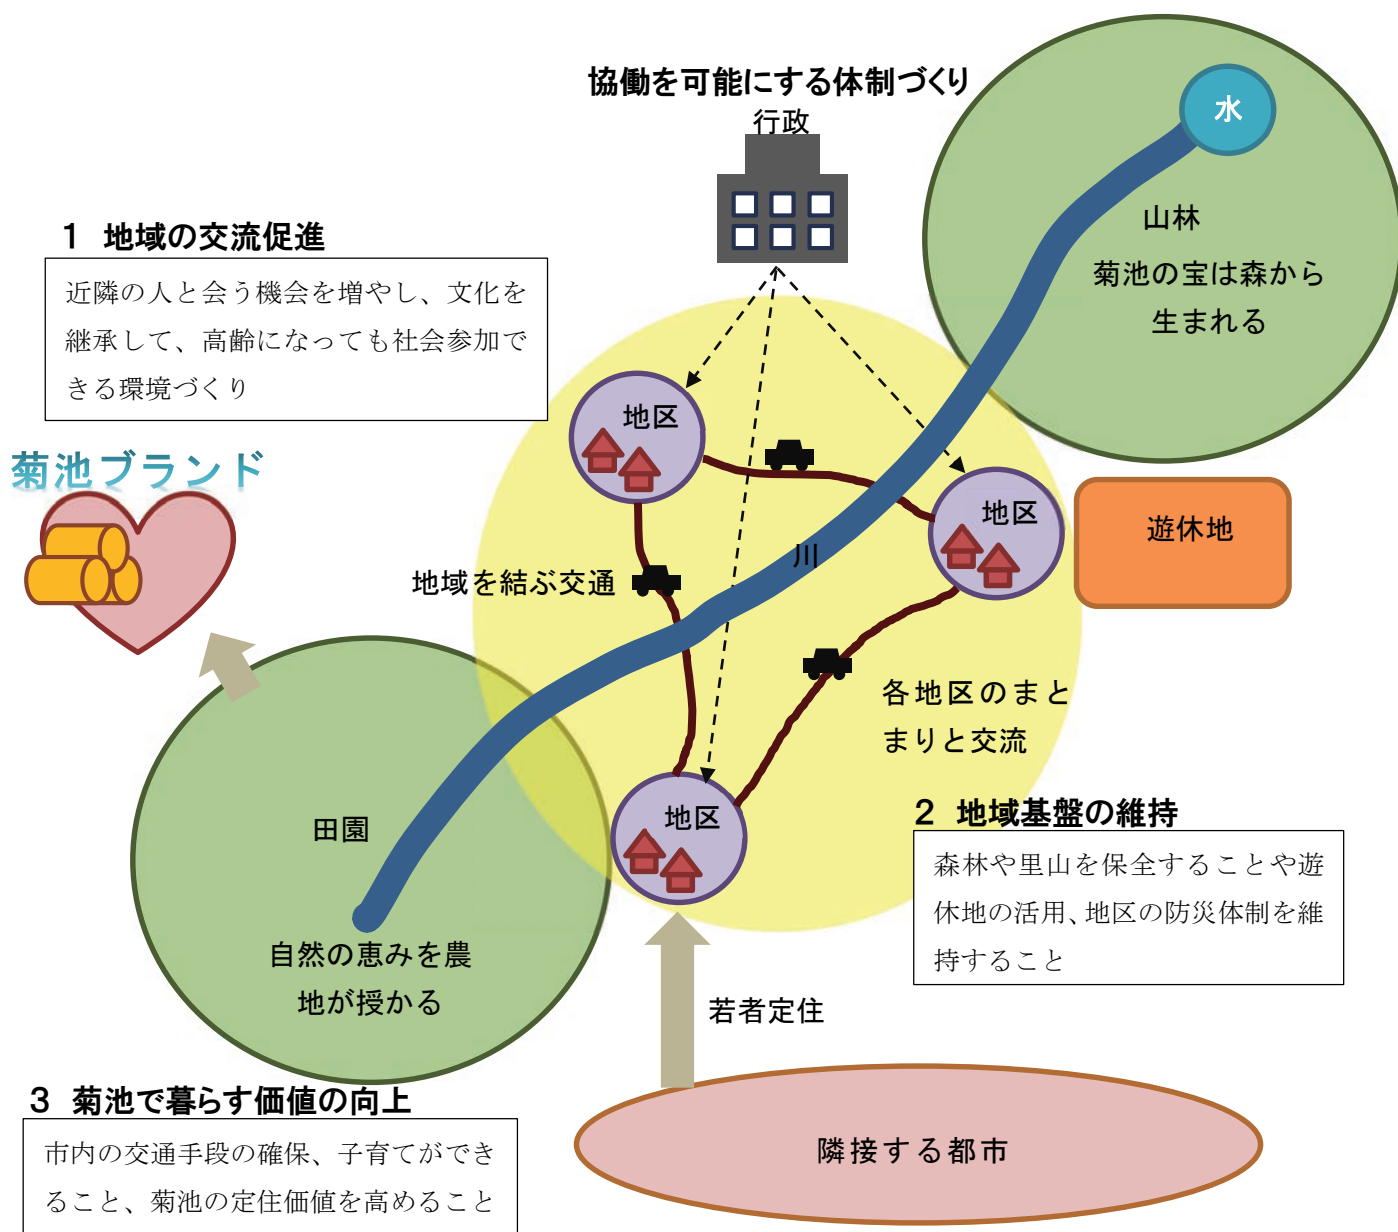 協働を可能にする体制づくり
行政
水
山林
菊池の宝は森から
生まれる
1 地域の交流促進
近隣の人と会う機会を増やし、文化を
継承して、高齢になっても社会参加で
きる環境づくり
地区
菊池ブランド
地区
遊休地
川
地域を結ぶ交通
各地区のまと
まりと交流
地区
田園
自然の恵みを農
地が授かる
2 地域基盤の維持
森林や里山を保全することや遊
休地の活用、地区の防災体制を維
持すること
若者定住
3 菊池で暮らす価値の向上
市内の交通手段の確保、子育てができ
ること、菊池の定住価値を高めること
隣接する都市